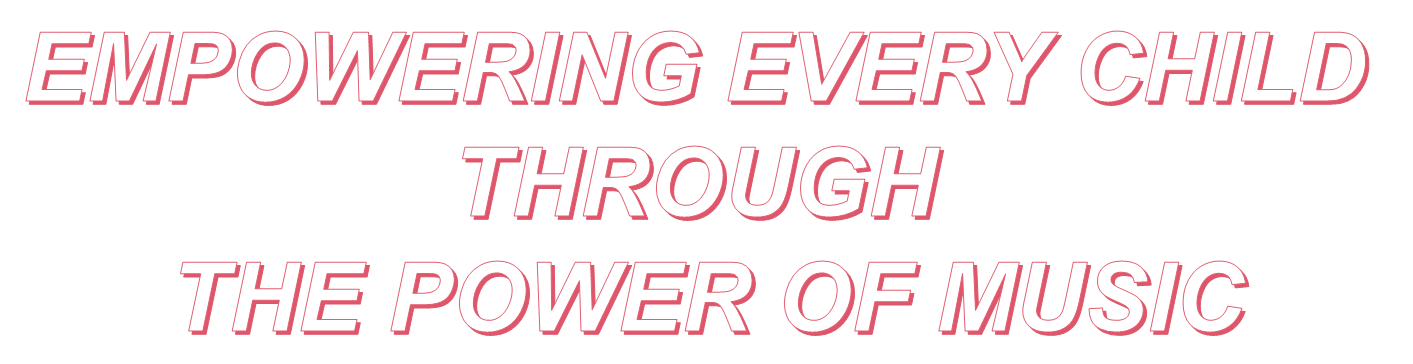 EMPOWERING EVERY CHILD
THROUGH
THE POWER OF MUSIC